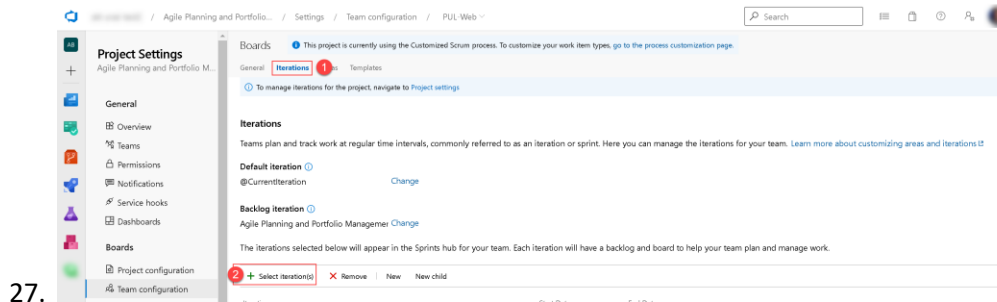 / Agile Planning and Portfolio... / Settings / Team configuration / PUL-Web
Search
AB
Project Settings
Agile Planning and Portfolio M...
General
Overview
Teams
Permissions
Notifications
Service hooks
Dashboards
Boards
Project configuration
Team configuration
Boards This project is currently using the Customized Scrum process. To customize your work item types, go to the process customization page.
General Iterations 1 Templates
To manage iterations for the project, navigate to Project settings
Iterations
Teams plan and track work at regular time intervals, commonly referred to as an iteration or sprint. Here you can manage the iterations for your team. Learn more about customizing areas and iterations
Default iteration
@CurrentIteration Change
Backlog iteration
Agile Planning and Portfolio Managemer Change
The iterations selected below will appear in the Sprints hub for your team. Each iteration will have a backlog and board to help your team plan and manage work.
2 + Select iteration(s) Remove New New child
27.